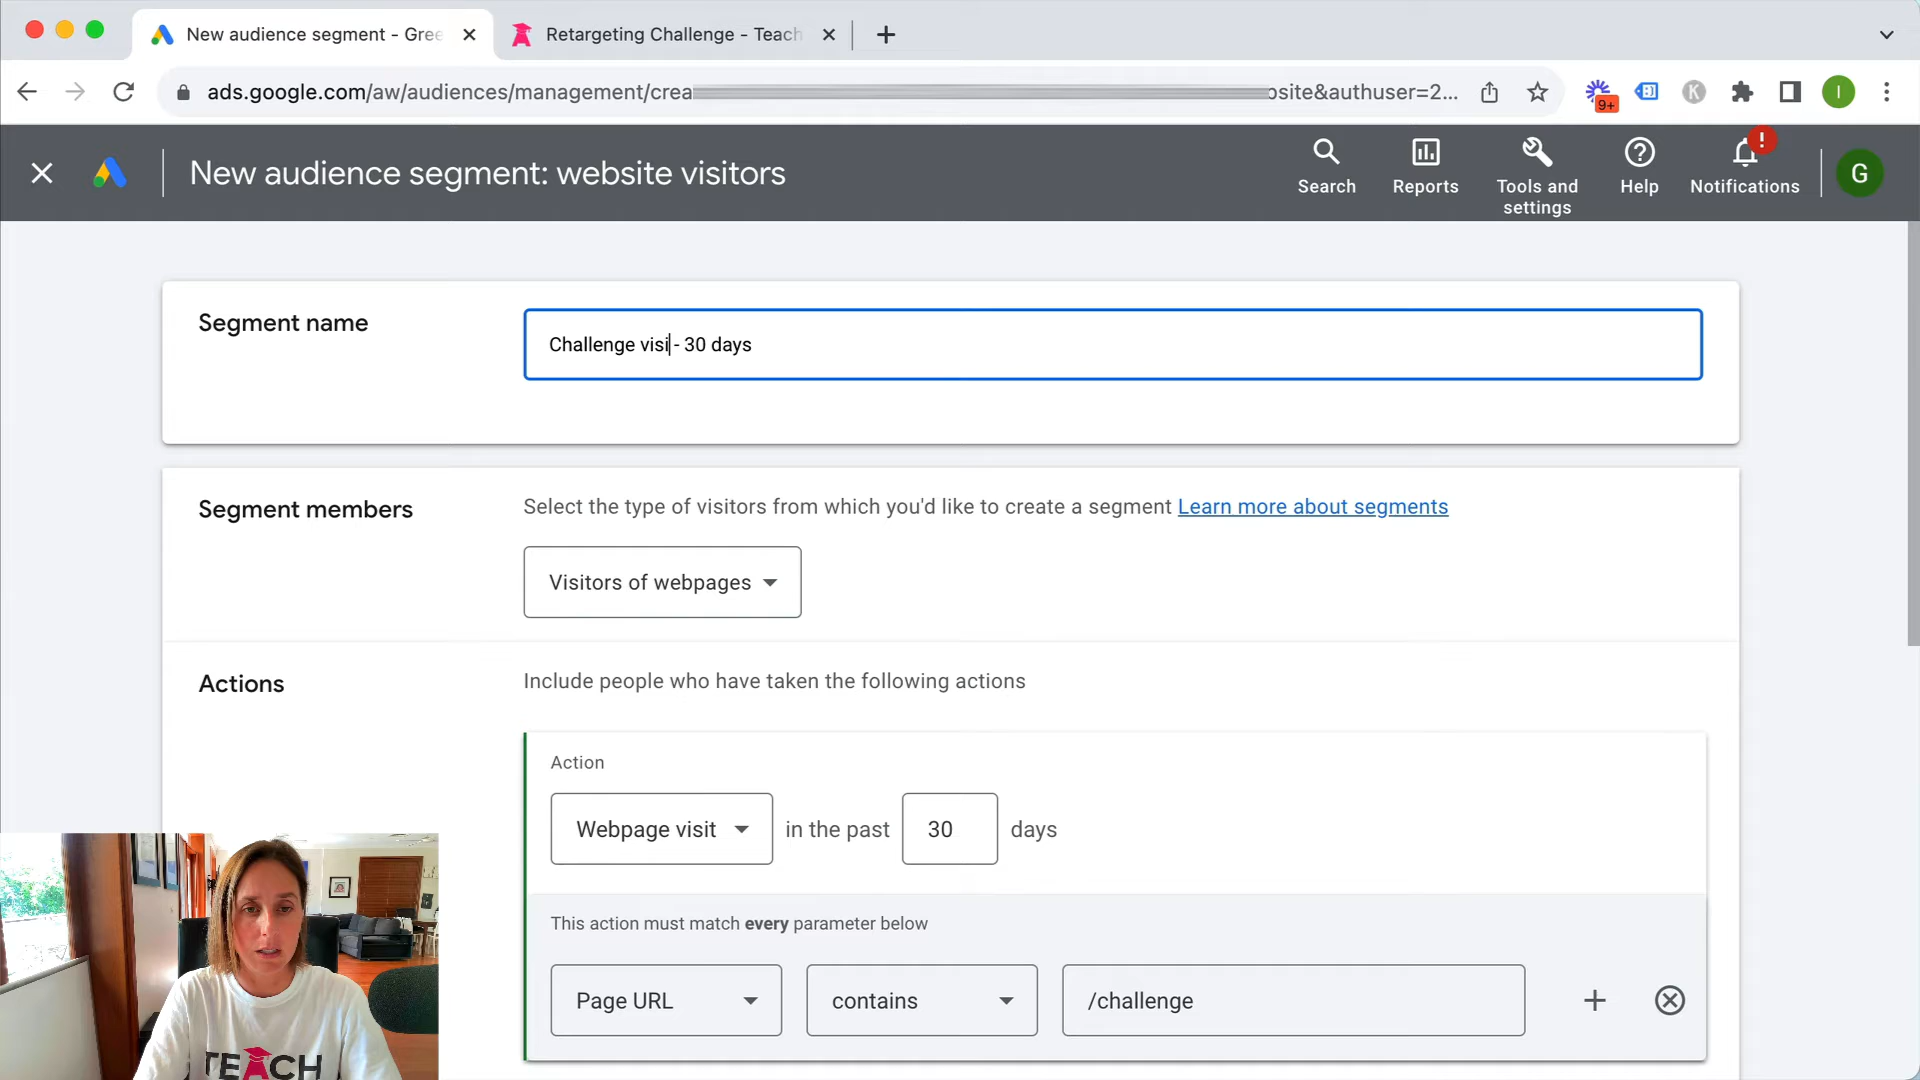 New audience segment - Gree
Retargeting Challenge - Teach
ads.google.com/aw/audiences/management/crea
osite&authuser=2...
9+
K
I
New audience segment: website visitors
Search
Reports
Tools and
settings
Help
!
Notifications
G
Segment name
Challenge visi - 30 days
Segment members
Select the type of visitors from which you'd like to create a segment Learn more about segments
Visitors of webpages
Actions
Include people who have taken the following actions
Action
Webpage visit
in the past
30
days
This action must match every parameter below
Page URL
contains
/challenge
TEACH